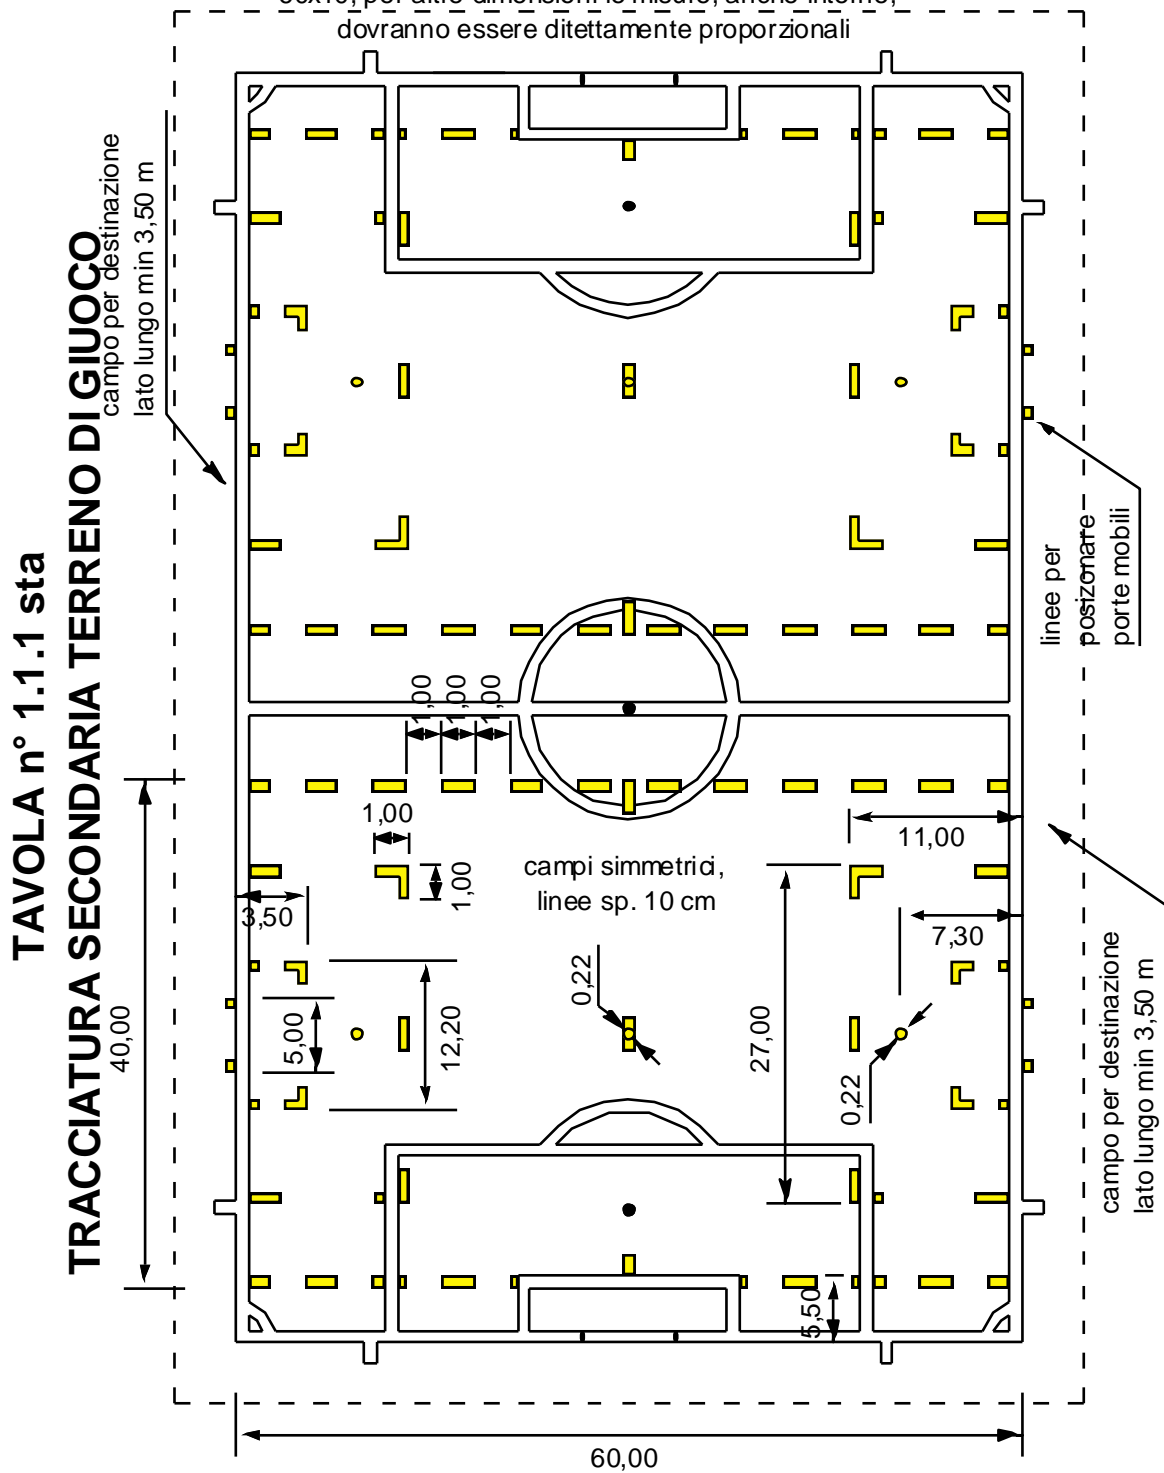 dovranno essere ditettamente proporzionali
TAVOLA n° 1.1.1 sta
TRACCIATURA SECONDARIA TERRENO DI GIUOCO
campo per destinazione
lato lungo min 3,50 m
linee per
posizonare
porte mobili
1,00
1,00
1,00
1,00
1,00
11,00
campi simmetrici,
linee sp. 10 cm
3,50
7,30
0,22
40,00
5,00
12,20
27,00
0,22
campo per destinazione
lato lungo min 3,50 m
5,50
60,00